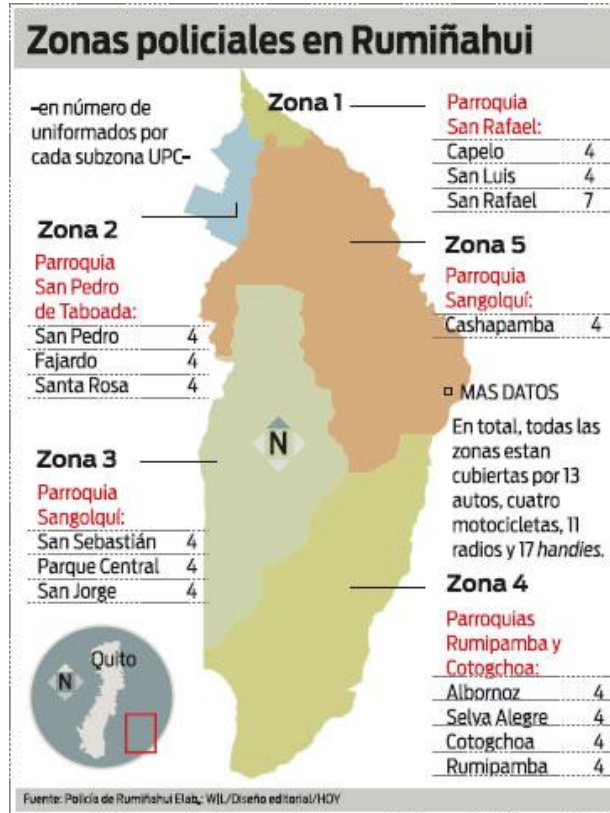 Zonas policiales en Rumiñahui
-en número de
uniformados por
cada subzona UPC-
Zona 1
Parroquia
San Rafael:
Capelo 4
San Luis 4
San Rafael 7
Zona 2
Parroquia
San Pedro
de Taboada:
San Pedro 4
Fajardo 4
Santa Rosa 4
Zona 5
Parroquia
Sangolquí:
Cashapamba 4
MAS DATOS
En total, todas las
zonas estan
cubiertas por 13
autos, cuatro
motocicletas, 11
radios y 17 handies.
N
Zona 3
Parroquia
Sangolquí:
San Sebastián 4
Parque Central 4
San Jorge 4
Zona 4
Parroquias
Rumipamba y
Cotogchoa:
Albornoz 4
Selva Alegre 4
Cotogchoa 4
Rumipamba 4
Quito
N
Fuente: Policía de Rumiñahui Elab,: WIL/Diseño editorial/HOY